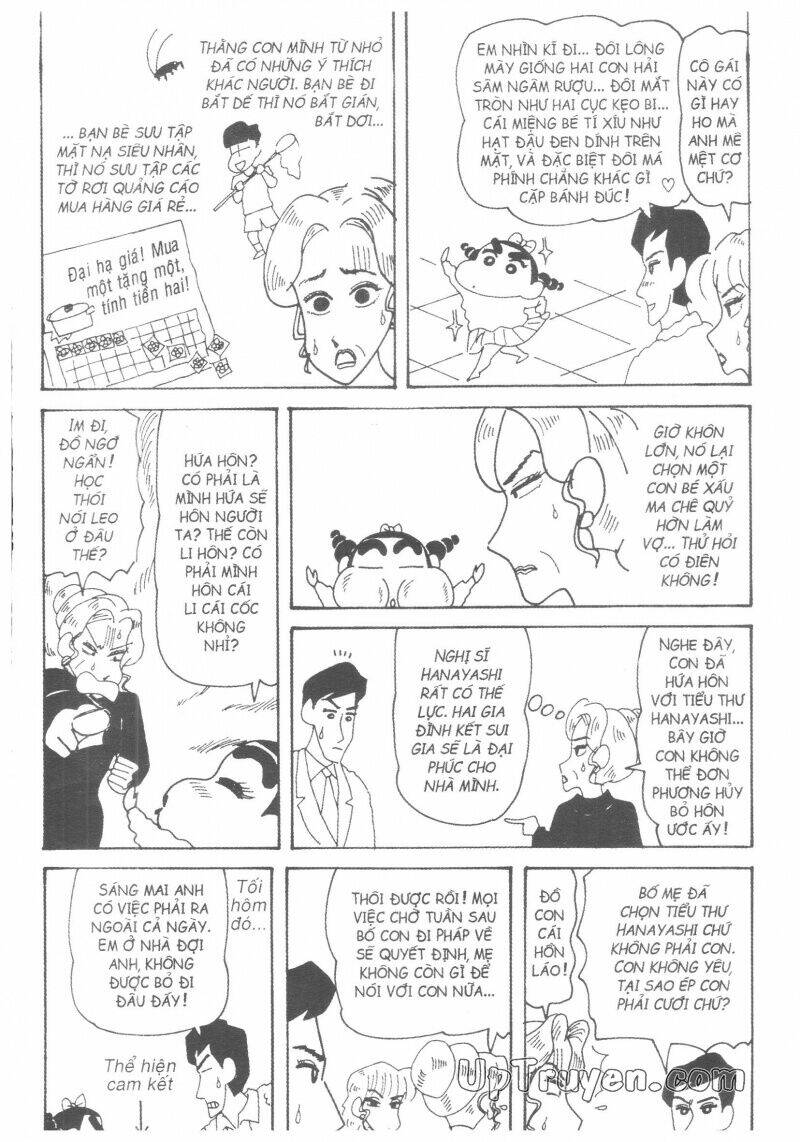 CÔ GÁI
NÀY CÓ
GÌ HAY
HO MÀ
ANH MÊ
MỆT CƠ
CHỨ?
EM NHÌN KĨ ĐI... ĐÔI LÔNG
MÀY GIỐNG HAI CON HẢI
SÂM NGÂM RƯỢU... ĐÔI MẮT
TRÒN NHƯ HAI CỤC KẸO BI...
CÁI MIỆNG BÉ TÍ XÍU NHƯ
HẠT ĐẬU ĐEN DÍNH TRÊN
MẶT, VÀ ĐẶC BIỆT ĐÔI MÁ
PHÍNH CHẲNG KHÁC GÌ
CẶP BÁNH ĐÚC!
THẰNG CON MÌNH TỪ NHỎ
ĐÃ CÓ NHỮNG Ý THÍCH
KHÁC NGƯỜI. BẠN BÈ ĐI
BẮT DẾ THÌ NÓ BẮT GIÁN,
BẮT DƠI...
... BẠN BÈ SƯU TẬP
MẶT NẠ SIÊU NHÂN,
THÌ NÓ SƯU TẬP CÁC
TỜ RƠI QUẢNG CÁO
MUA HÀNG GIÁ RẺ...
Đại hạ giá! Mua
một tặng một,
tính tiền hai!
GIỜ KHÔN
LỚN, NÓ LẠI
CHỌN MỘT
CON BÉ XẤU
MA CHÊ QUỶ
HỜN LÀM
VỢ... THỬ HỎI
CÓ ĐIÊN
KHÔNG!
NGHE ĐÂY,
CON ĐÃ
HỨA HÔN
VỚI TIỂU THƯ
HANAYASHI...
BÂY GIỜ
CON KHÔNG
THỂ ĐƠN
PHƯƠNG HỦY
BỎ HÔN
ƯỚC ẤY!
NGHỊ SĨ
HANAYASHI
RẤT CÓ THẾ
LỰC. HAI GIA
ĐÌNH KẾT SUI
GIA SẼ LÀ ĐẠI
PHÚC CHO
NHÀ MÌNH.
HỨA HÔN?
CÓ PHẢI LÀ
MÌNH HỨA SẼ
HÔN NGƯỜI
TA? THẾ CÒN
LI HÔN? CÓ
PHẢI MÌNH
HÔN CÁI
LI CÁI CỐC
KHÔNG
NHỈ?
IM ĐI,
ĐỒ NGƠ
NGẨN!
HỌC
THÓI
NÓI LEO
Ở ĐÂU
THẾ?
BỐ MẸ ĐÃ
CHỌN TIỂU THƯ
HANAYASHI CHỨ
KHÔNG PHẢI CON.
CON KHÔNG YÊU,
TẠI SAO ÉP CON
PHẢI CƯƠI CHỨ?
ĐỒ
CON
CÁI
HỖN
LÁO!
THÔI ĐƯỢC RỒI! MỌI
VIỆC CHỜ TUẦN SAU
BỐ CON ĐI PHÁP VỀ
SẼ QUYẾT ĐỊNH, MẸ
KHÔNG CÒN GÌ ĐỂ
NÓI VỚI CON NỮA...
Tối
hôm
đó...
SÁNG MAI ANH
CÓ VIỆC PHẢI RA
NGOÀI CẢ NGÀY.
EM Ở NHÀ ĐỢI
ANH, KHÔNG
ĐƯỢC BỎ ĐI
ĐÂU ĐẤY!
Thể hiện
cam kết
UpTruyen.com